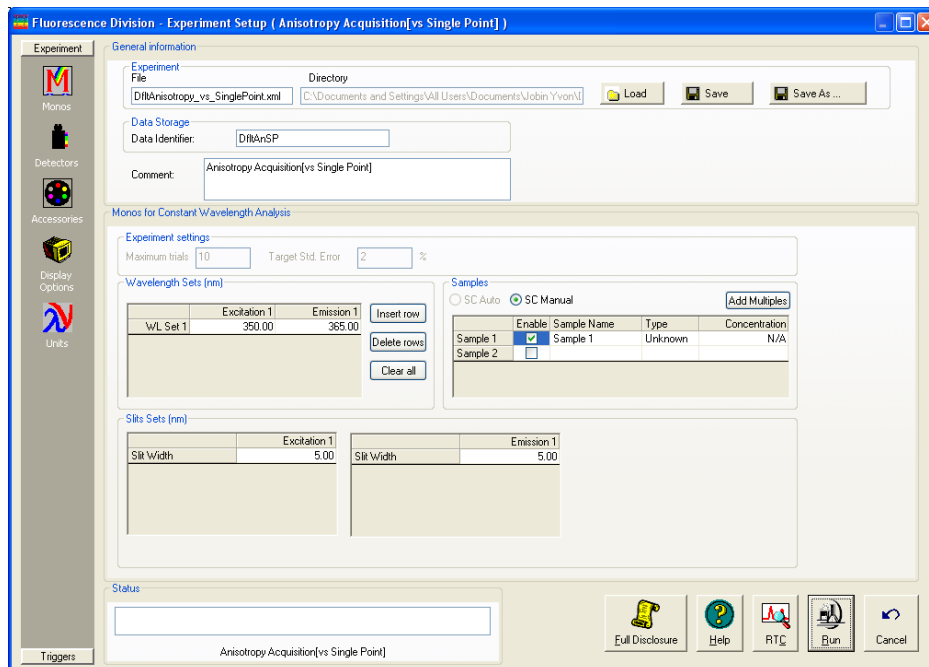 Fluorescence Division - Experiment Setup ( Anisotropy Acquisition[vs Single Point] )
Experiment
Monos
Detectors
Accessories
Display
Options
Units
Triggers
General information
Experiment
File Directory
DfltAnisotropy_vs_SinglePoint.xml C:\Documents and Settings\All Users\Documents\Jobin Yvon\ Load Save Save As ...
Data Storage
Data Identifier: DfltAnSP
Comment: Anisotropy Acquisition[vs Single Point]
Monos for Constant Wavelength Analysis
Experiment settings
Maximum trials 10 Target Std. Error 2 %
Wavelength Sets (nm)
Excitation 1 Emission 1
WL Set 1 350.00 365.00
Insert row
Delete rows
Clear all
Samples
SC Auto SC Manual Add Multiples
Enable Sample Name Type Concentration
Sample 1 Sample 1 Unknown N/A
Sample 2
Slits Sets (nm)
Excitation 1
Slit Width 5.00
Emission 1
Slit Width 5.00
Status
Anisotropy Acquisition[vs Single Point]
Full Disclosure Help RTC Run Cancel